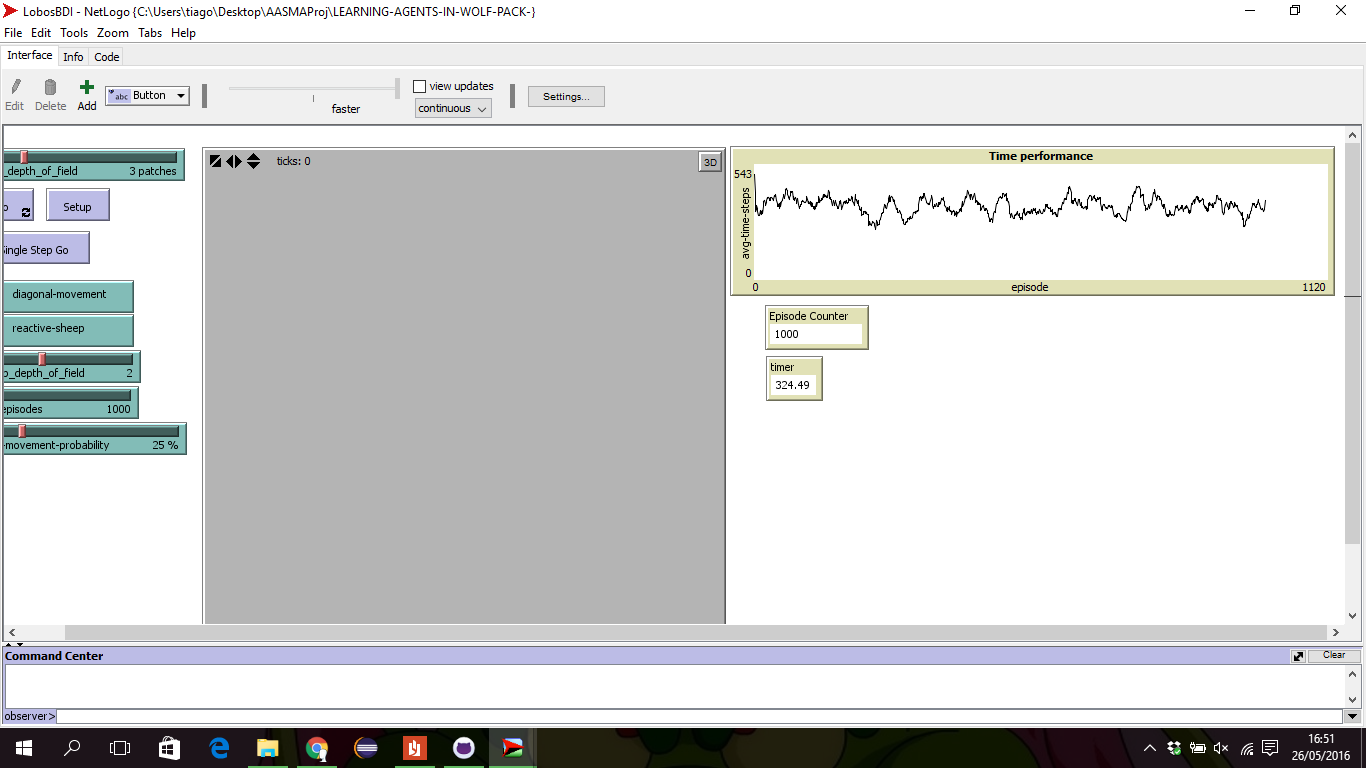 LobosBDI - NetLogo {C:\Users\tiago\Desktop\AASMAProj\LEARNING-AGENTS-IN-WOLF-PACK-}
File Edit Tools Zoom Tabs Help
Interface Info Code
Edit Delete Add abc Button faster view updates continuous Settings...
_depth_of_field 3 patches
o Setup
Single Step Go
diagonal-movement
reactive-sheep
p_depth_of_field 2
episodes 1000
-movement-probability 25 %
ticks: 0 3D
Time performance
543
avg-time-steps
0
0 episode 1120
Episode Counter
1000
timer
324.49
Command Center Clear
observer>
16:51
26/05/2016